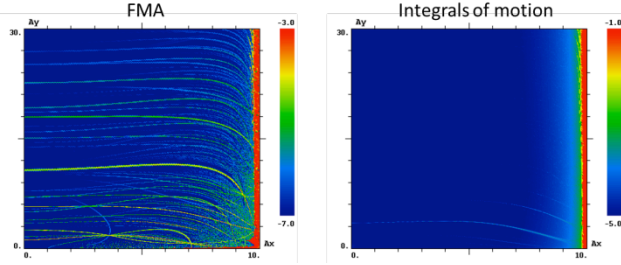 FMA
Integrals of motion
Ay
30.
-3.0
-7.0
0.
0.
10.
Ax
Ay
30.
-1.0
-5.0
0.
0.
10.
Ax